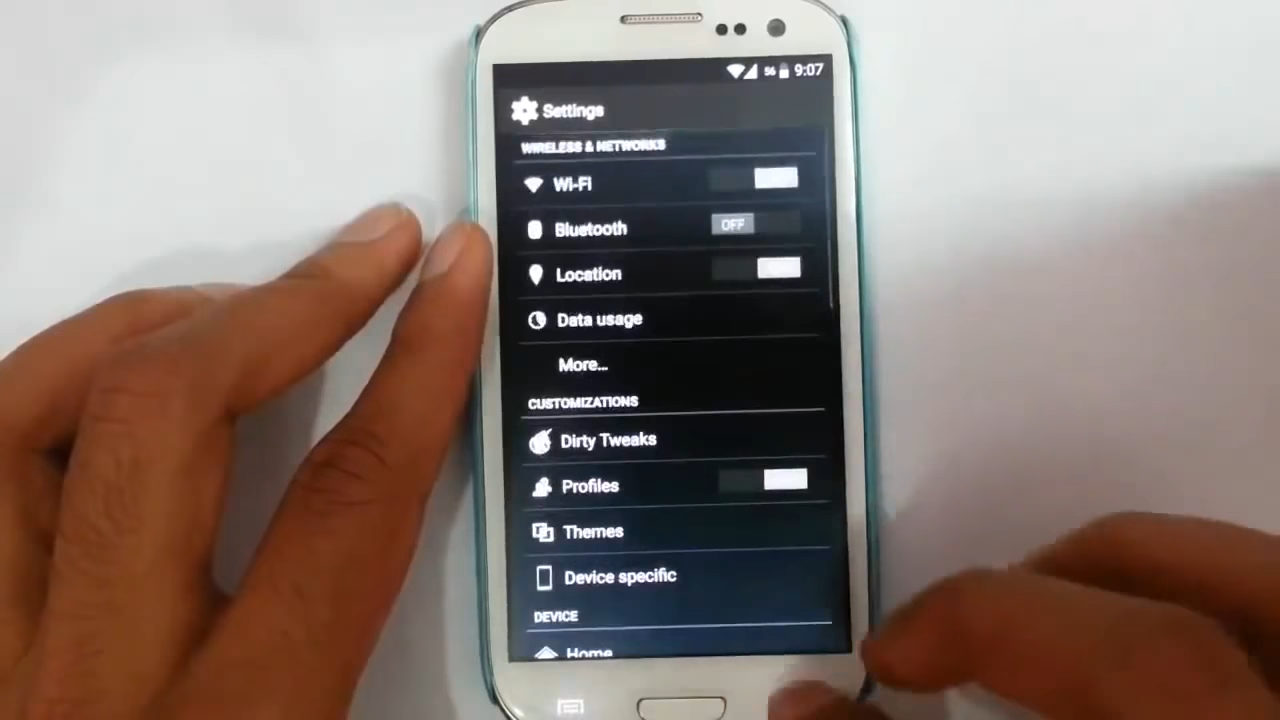 56 9:07
Settings
WIRELESS & NETWORKS
Wi-Fi
Bluetooth OFF
Location
Data usage
More...
CUSTOMIZATIONS
Dirty Tweaks
Profiles
Themes
Device specific
DEVICE
Home